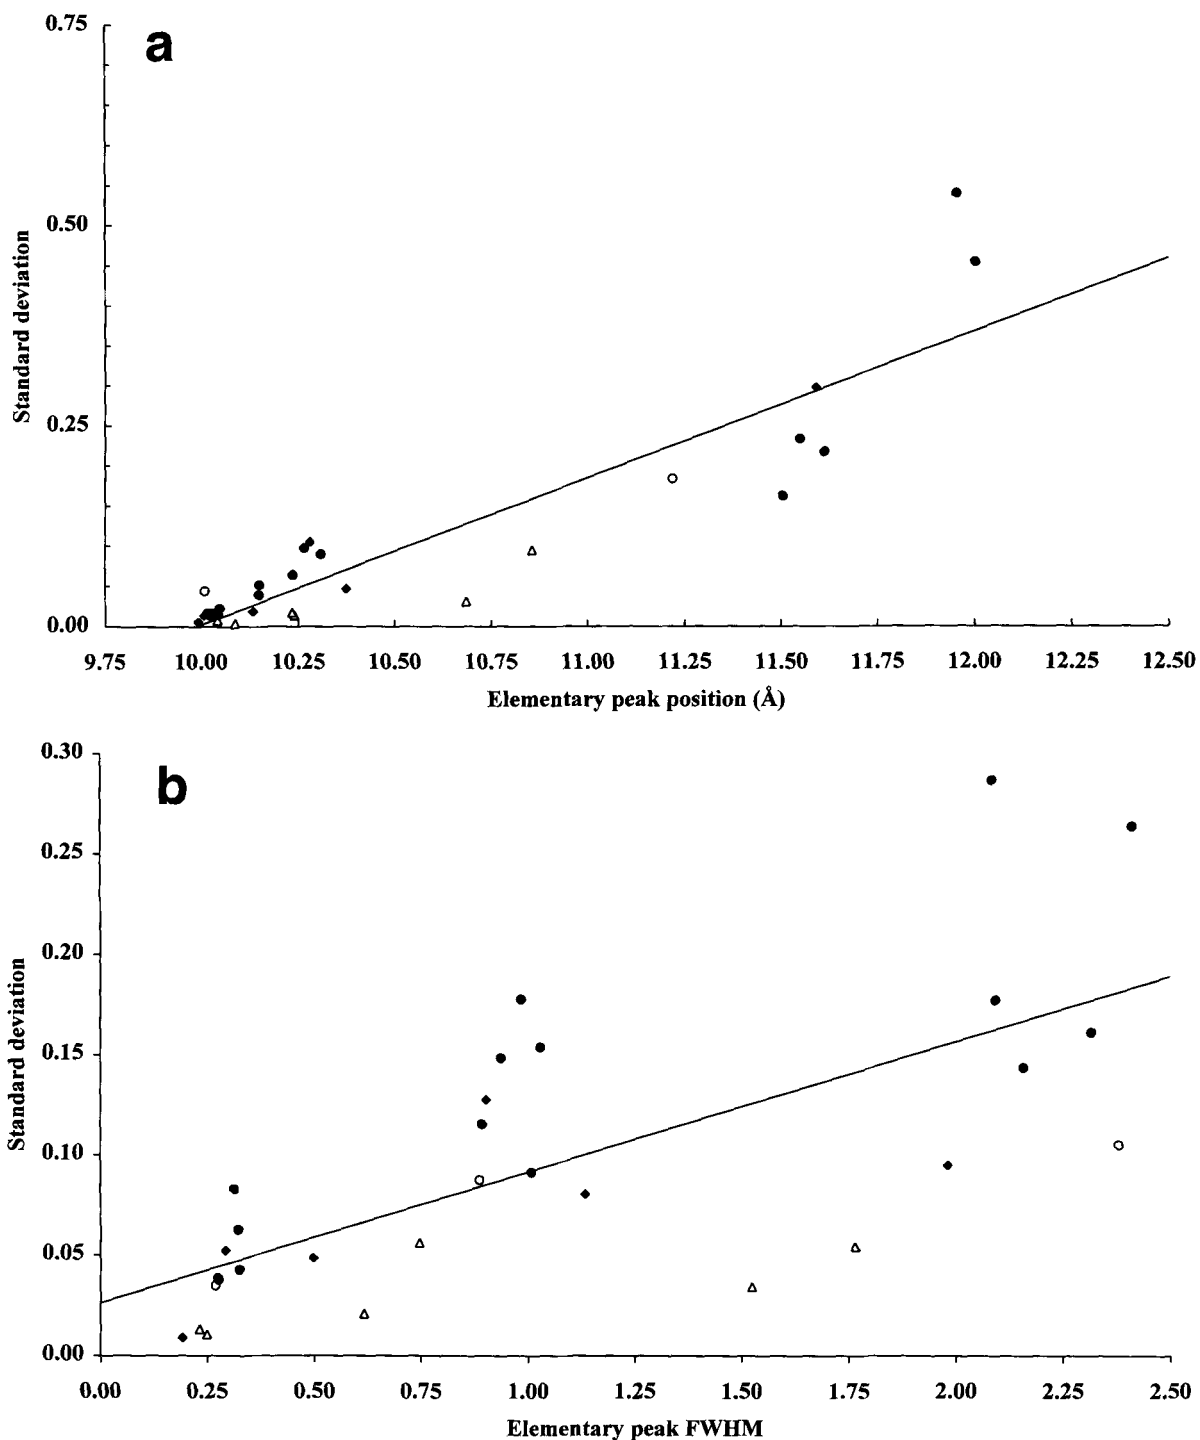 a
0.75
0.50
0.25
0.00
Standard deviation
9.75 10.00 10.25 10.50 10.75 11.00 11.25 11.50 11.75 12.00 12.25 12.50
Elementary peak position (Å)
b
0.30
0.25
0.20
0.15
0.10
0.05
0.00
Standard deviation
0.00 0.25 0.50 0.75 1.00 1.25 1.50 1.75 2.00 2.25 2.50
Elementary peak FWHM